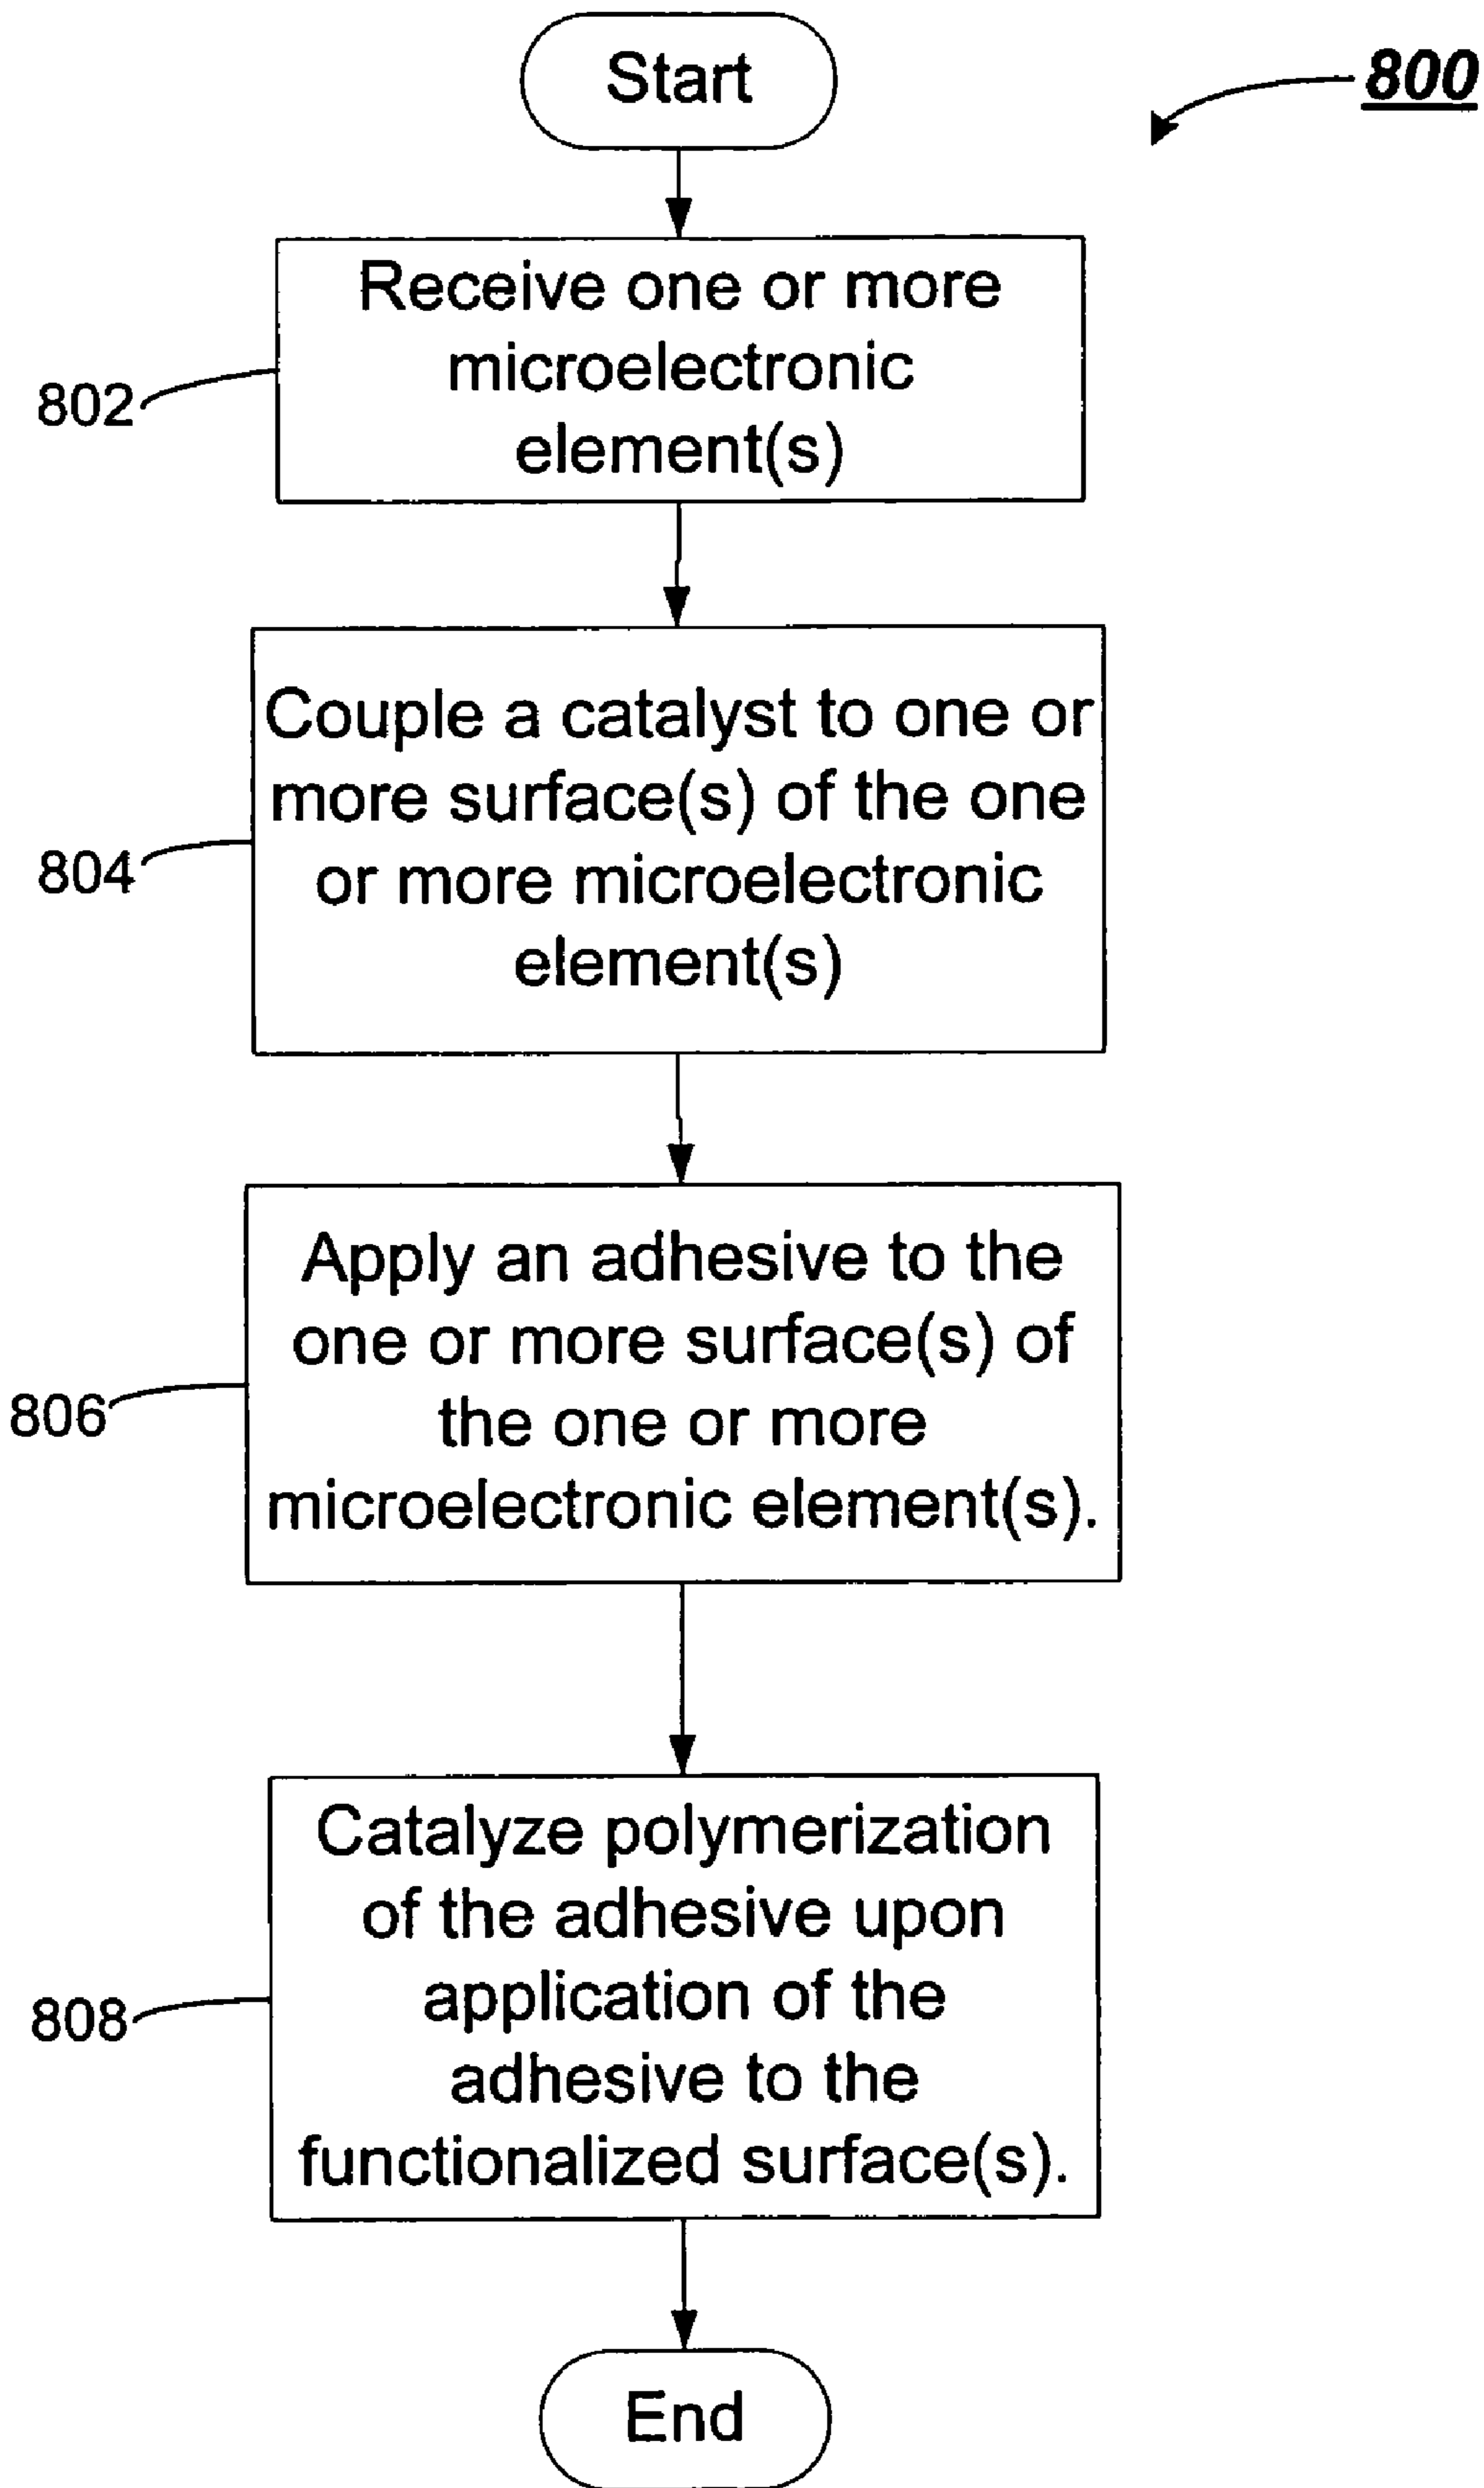 Start
800
Receive one or more
microelectronic
element(s)
802
Couple a catalyst to one or
more surface(s) of the one
or more microelectronic
element(s)
804
Apply an adhesive to the
one or more surface(s) of
the one or more
microelectronic element(s).
806
Catalyze polymerization
of the adhesive upon
application of the
adhesive to the
functionalized surface(s).
808
End